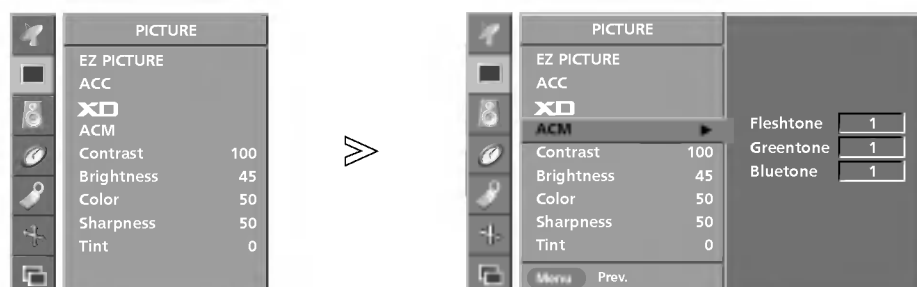 PICTURE
EZ PICTURE
ACC
XD
ACM
Contrast 100
Brightness 45
Color 50
Sharpness 50
Tint 0
PICTURE
EZ PICTURE
ACC
XD
ACM
Contrast 100
Brightness 45
Color 50
Sharpness 50
Tint 0
Menu Prev.
Fleshtone 1
Greentone 1
Bluetone 1